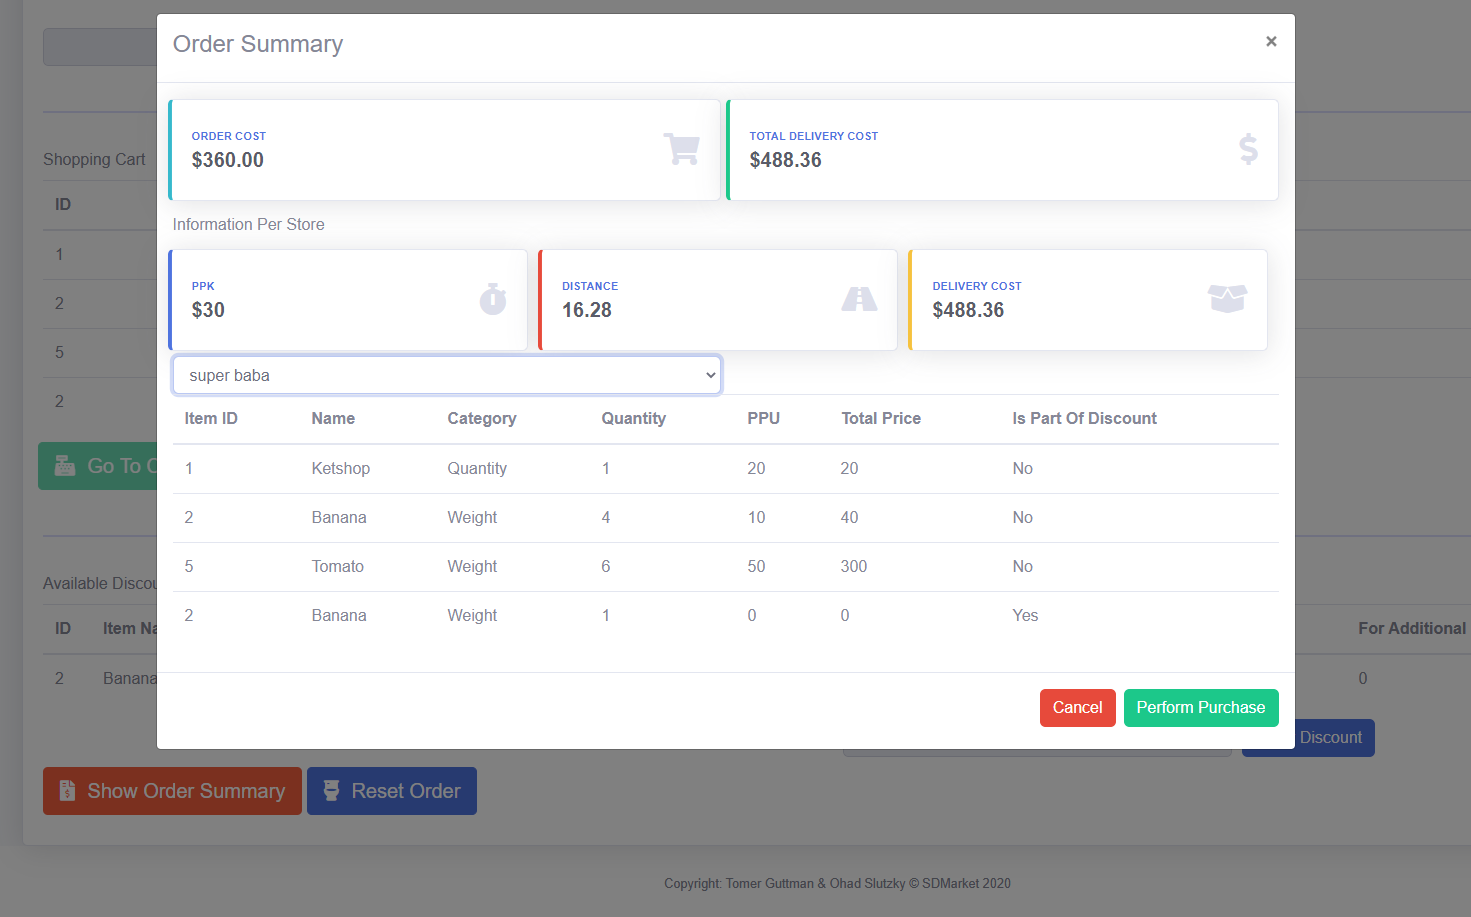 Order Summary
×
ORDER COST
$360.00
TOTAL DELIVERY COST
$488.36
Information Per Store
PPK
$30
DISTANCE
16.28
DELIVERY COST
$488.36
super baba
Item ID Name Category Quantity PPU Total Price Is Part Of Discount
1 Ketshop Quantity 1 20 20 No
2 Banana Weight 4 10 40 No
5 Tomato Weight 6 50 300 No
2 Banana Weight 1 0 0 Yes
Cancel Perform Purchase
Shopping Cart
ID
1
2
5
2
Go To
Available
ID Item For Additional
2 Banana 0
Discount
Show Order Summary Reset Order
Copyright: Tomer Guttman & Ohad Slutzky © SDMarket 2020